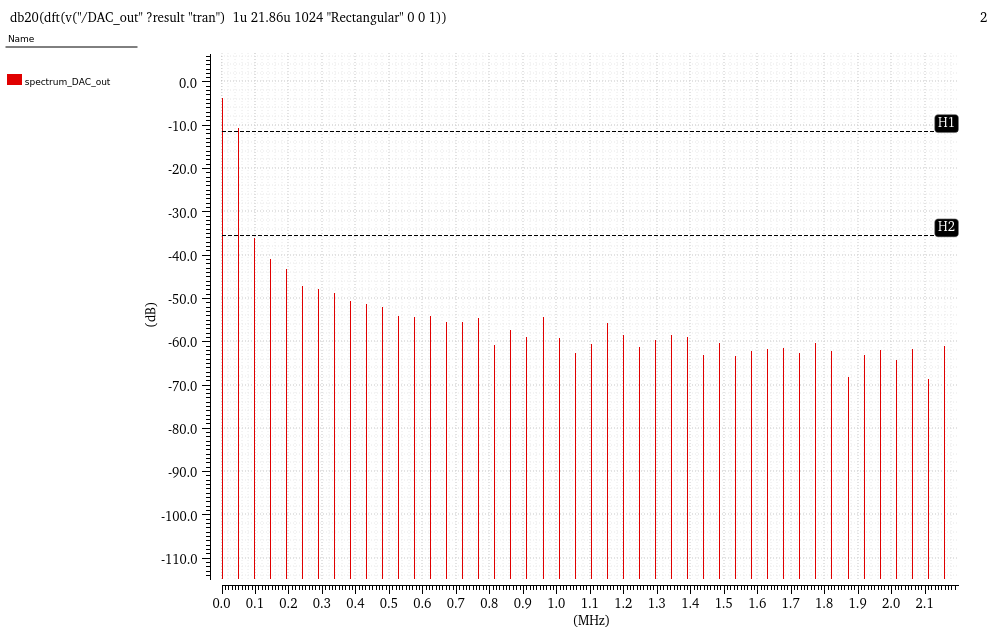 db20(dft(v("/DAC_out" ?result "tran")  1u 21.86u 1024 "Rectangular" 0 0 1))
2
Name
spectrum_DAC_out
0.0
-10.0
-20.0
-30.0
-40.0
-50.0
-60.0
-70.0
-80.0
-90.0
-100.0
-110.0
(dB)
H1
H2
0.0 0.1 0.2 0.3 0.4 0.5 0.6 0.7 0.8 0.9 1.0 1.1 1.2 1.3 1.4 1.5 1.6 1.7 1.8 1.9 2.0 2.1
(MHz)